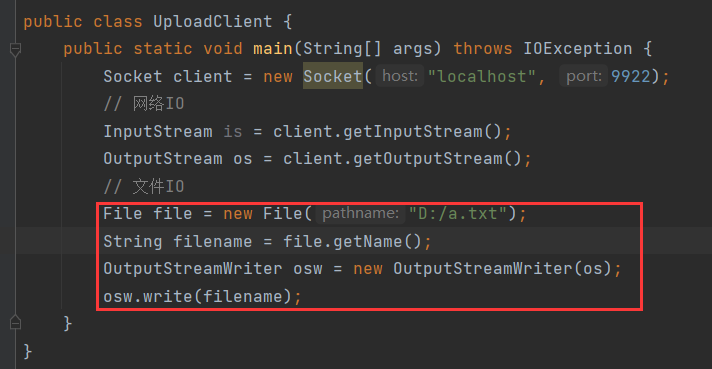 public class UploadClient {
public static void main(String[] args) throws IOException {
Socket client = new Socket( host: "localhost", port: 9922);
// 网络IO
InputStream is = client.getInputStream();
OutputStream os = client.getOutputStream();
// 文件IO
File file = new File( pathname: "D:/a.txt");
String filename = file.getName();
OutputStreamWriter osw = new OutputStreamWriter(os);
osw.write(filename);
}
}